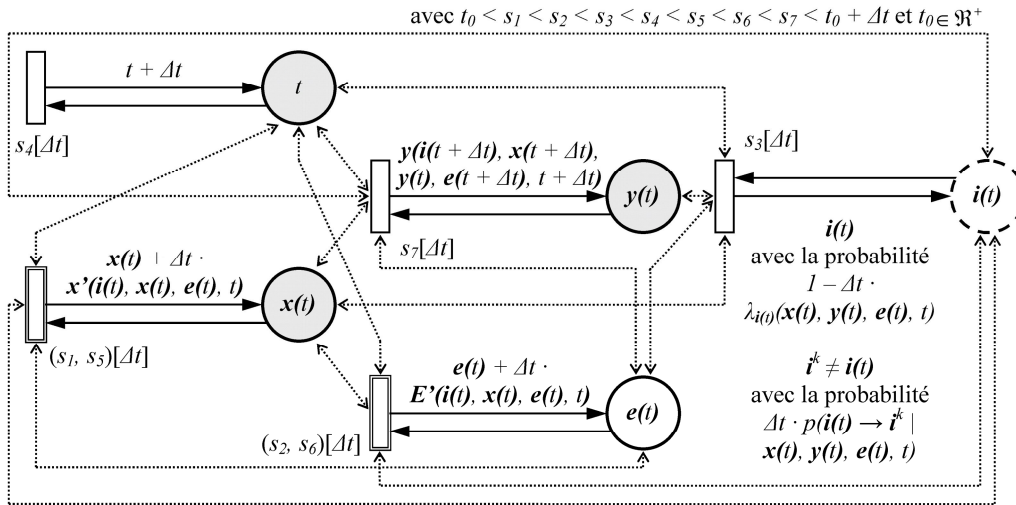 avec t₀ < s₁ < s₂ < s₃ < s₄ < s₅ < s₆ < s₇ < t₀ + Δt et t₀ ∈ ℜ⁺
t + Δt
t
s₄[Δt]
s₃[Δt]
y(i(t + Δt), x(t + Δt),
y(t), e(t + Δt), t + Δt)
y(t)
i(t)
s₇[Δt]
x(t) + Δt ·
x’(i(t), x(t), e(t), t)
x(t)
(s₁, s₅)[Δt]
i(t)
avec la probabilité
1 – Δt ·
λᵢ₍ₜ₎(x(t), y(t), e(t), t)
e(t) + Δt ·
E’(i(t), x(t), e(t), t)
e(t)
(s₂, s₆)[Δt]
iᵏ ≠ i(t)
avec la probabilité
Δt · p(i(t) → iᵏ |
x(t), y(t), e(t), t)